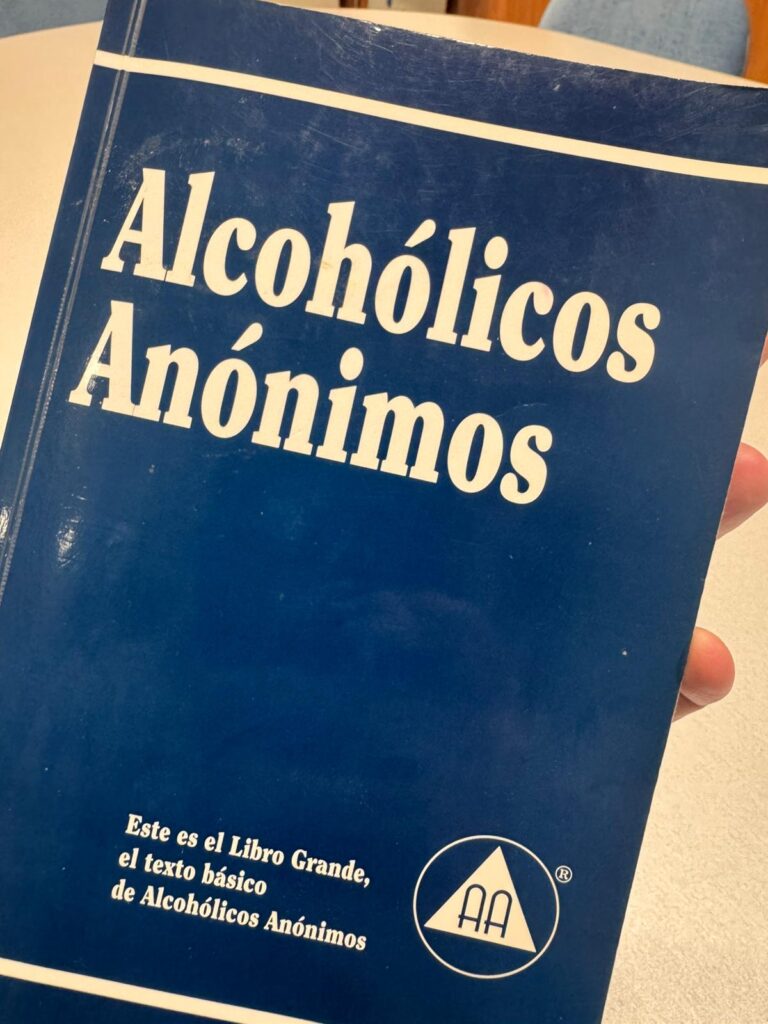 Alcohólicos
Anónimos
Este es el Libro Grande,
el texto básico
de Alcohólicos Anónimos
AA ®